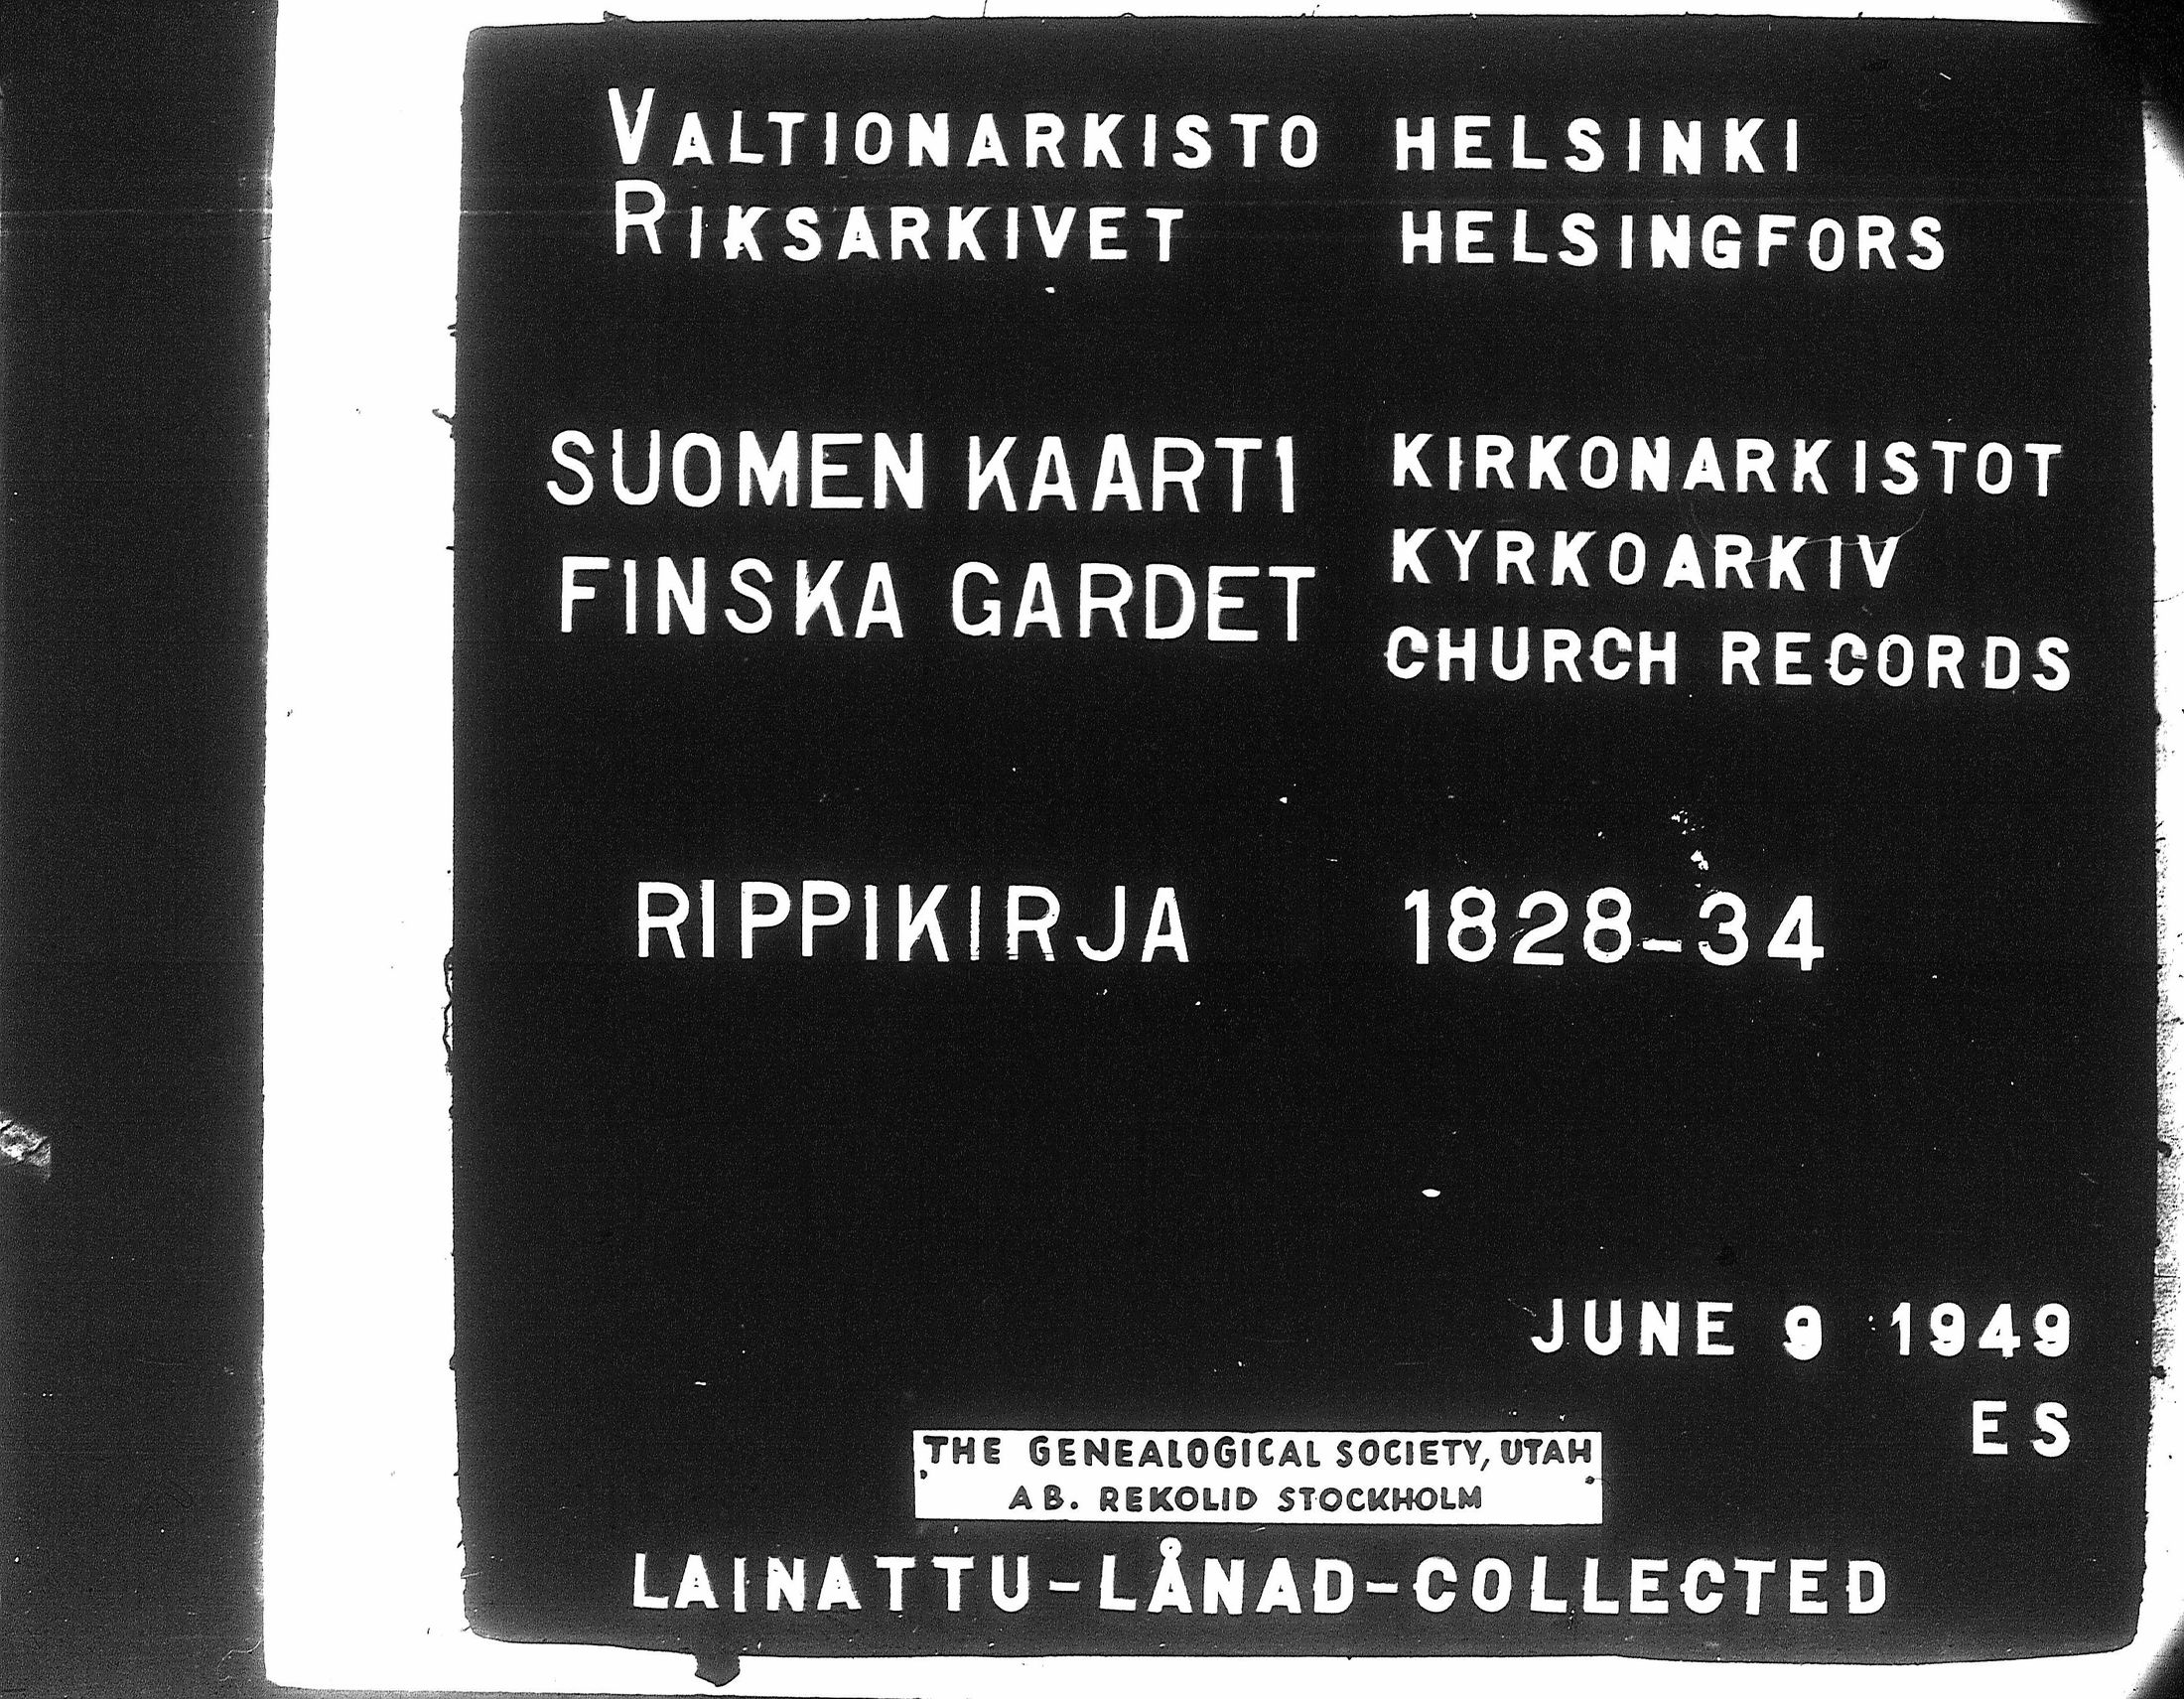 VALTIONARKISTO HELSINKI
RIKSARKIVET HELSINGFORS
SUOMEN KAARTI KIRKONARKISTOT
FINSKA GARDET KYRKOARKIV
CHURCH RECORDS
RIPPIKIRJA 1828-34
JUNE 9 1949
ES
THE GENEALOGICAL SOCIETY, UTAH
AB. REKOLID STOCKHOLM
LAINATTU-LÅNAD-COLLECTED